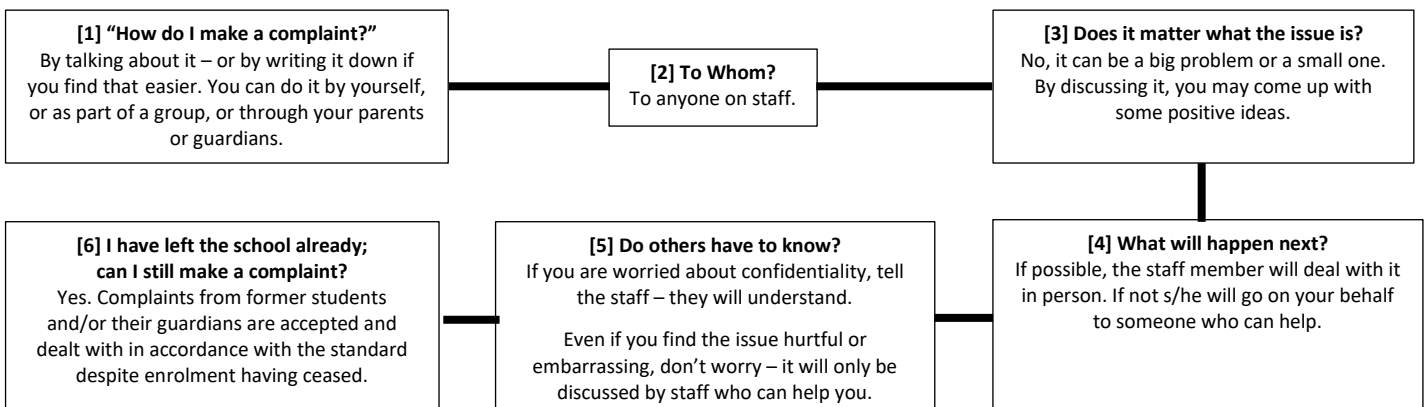 [1] “How do I make a complaint?”
By talking about it – or by writing it down if
you find that easier. You can do it by yourself,
or as part of a group, or through your parents
or guardians.
[2] To Whom?
To anyone on staff.
[3] Does it matter what the issue is?
No, it can be a big problem or a small one.
By discussing it, you may come up with
some positive ideas.
[4] What will happen next?
If possible, the staff member will deal with it
in person. If not s/he will go on your behalf
to someone who can help.
[5] Do others have to know?
If you are worried about confidentiality, tell
the staff – they will understand.
Even if you find the issue hurtful or
embarrassing, don’t worry – it will only be
discussed by staff who can help you.
[6] I have left the school already;
can I still make a complaint?
Yes. Complaints from former students
and/or their guardians are accepted and
dealt with in accordance with the standard
despite enrolment having ceased.